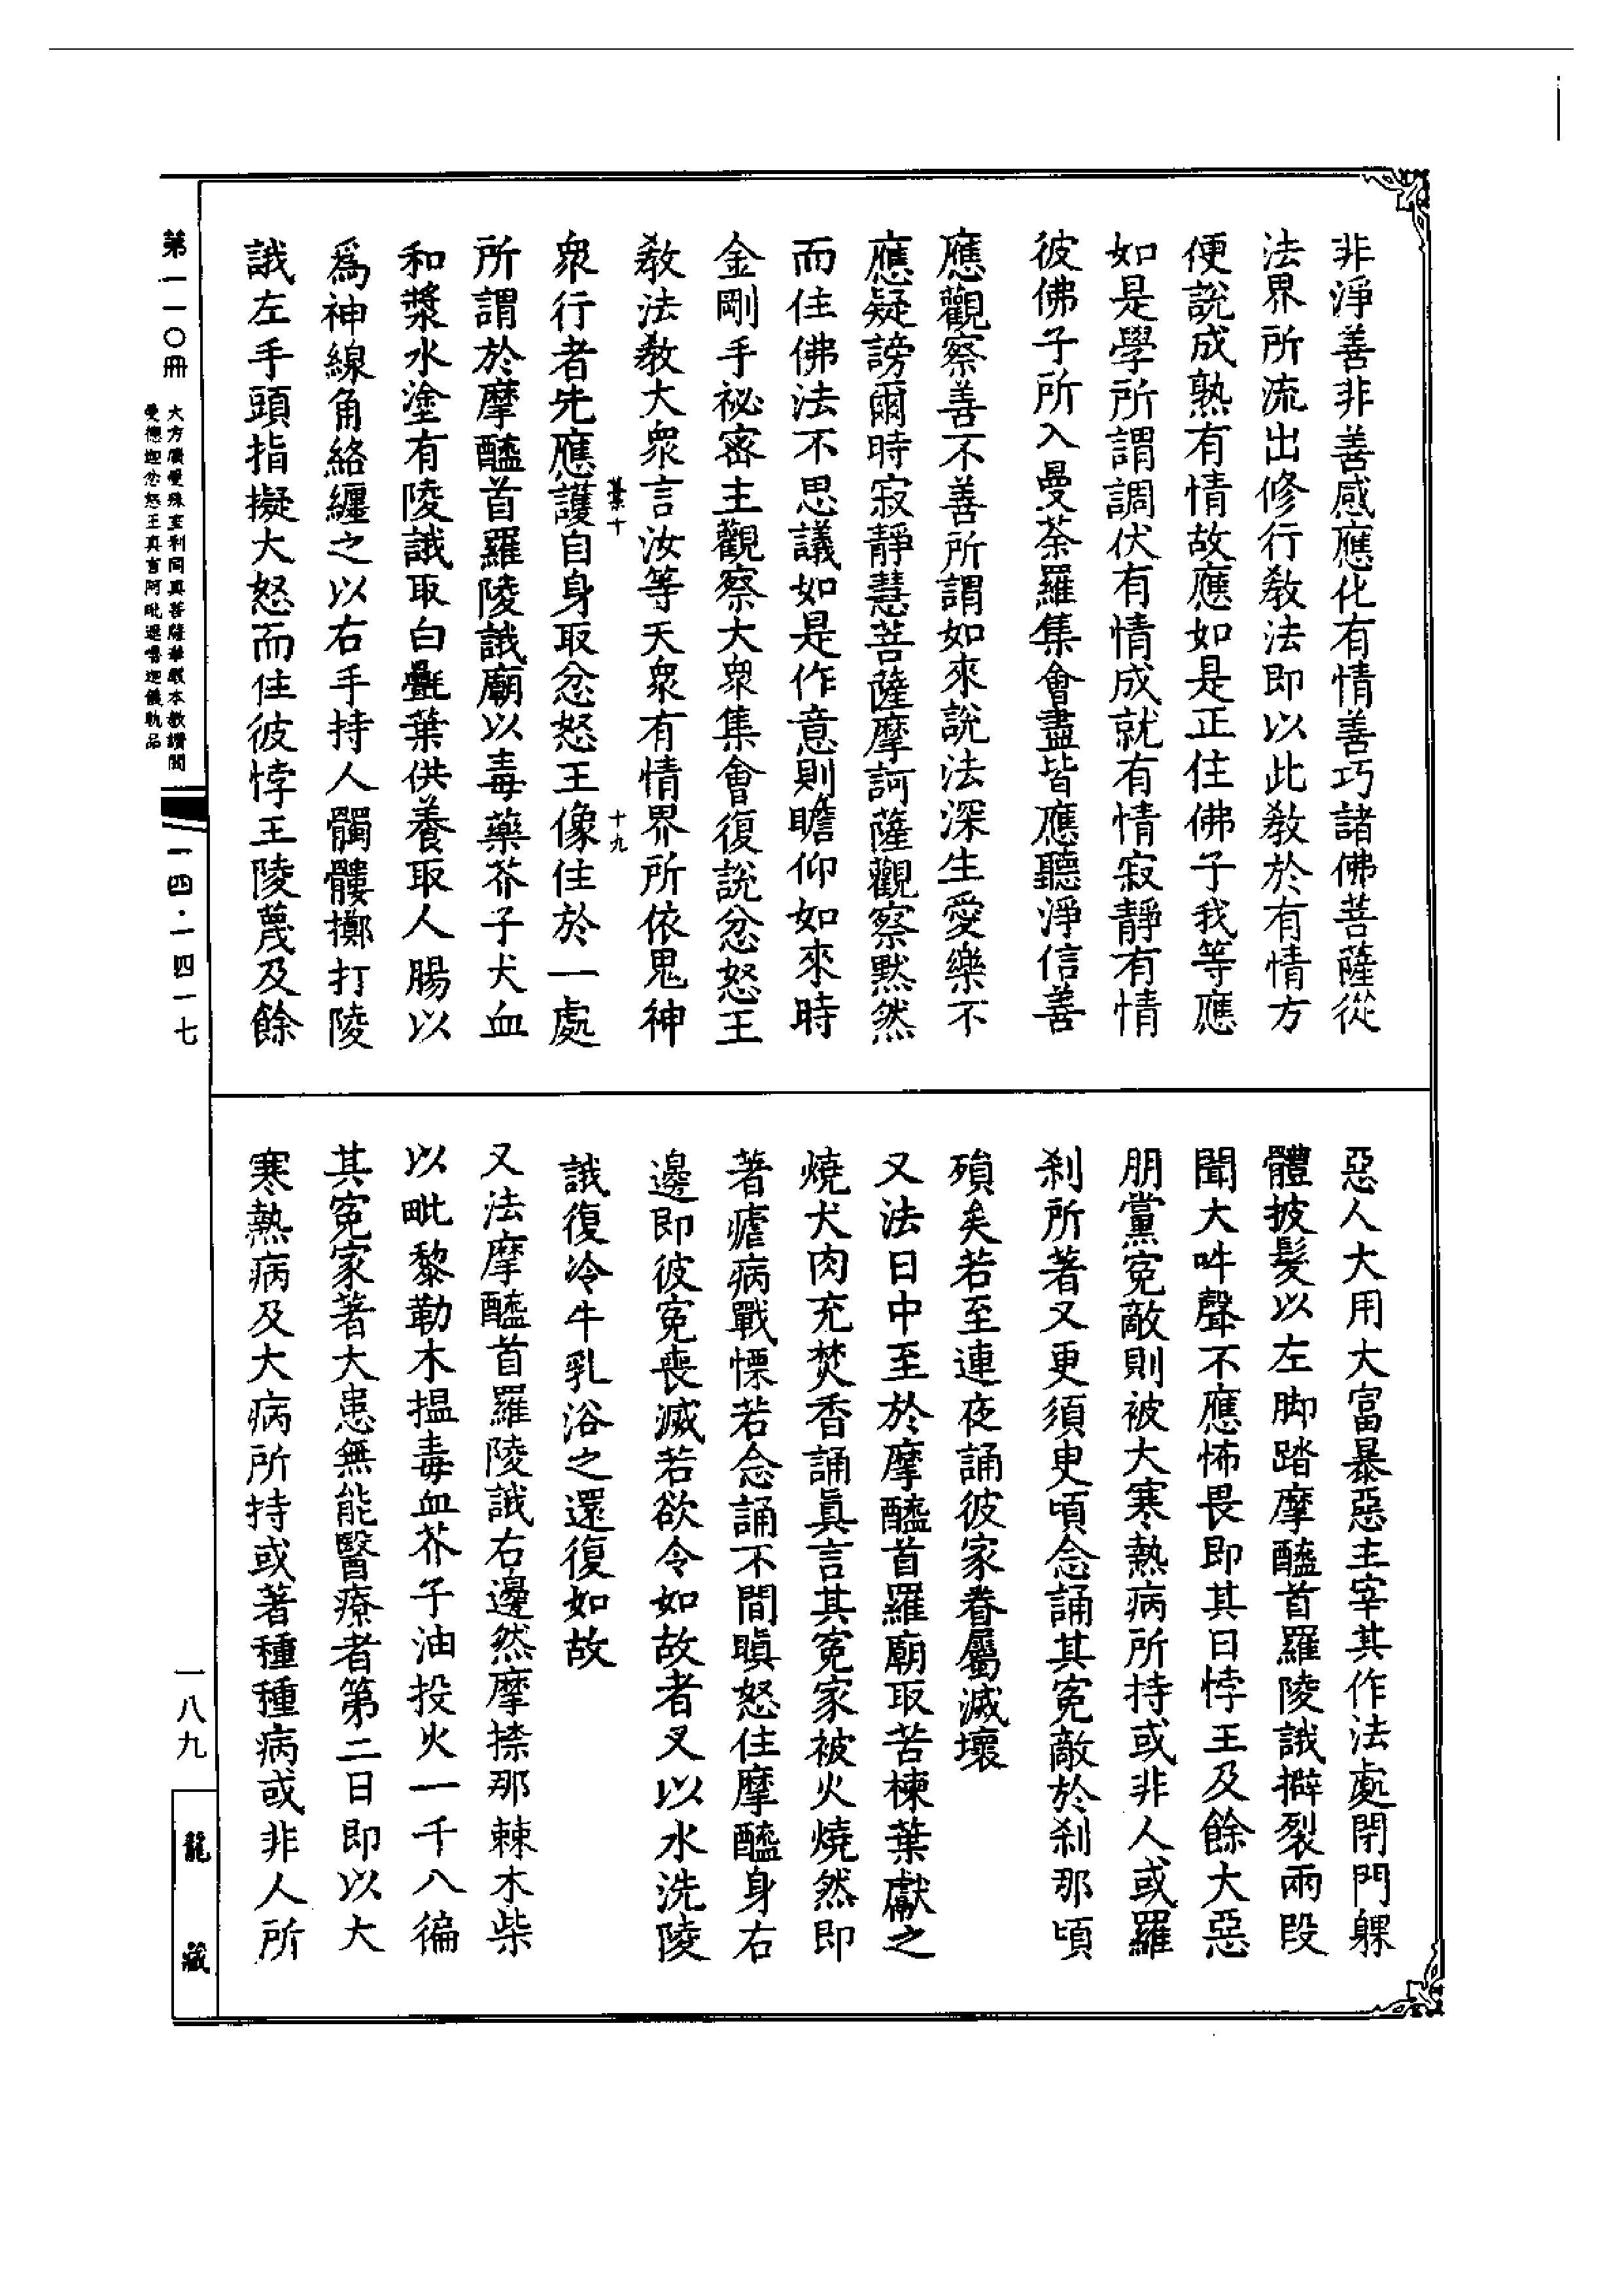 非淨善非善感應化有情善巧諸佛菩薩從
法界所流出修行教法即以此教於有情方
便說成熟有情故應如是正住佛子我等應
如是學所謂調伏有情成就有情寂靜有情
彼佛子所入曼荼羅集會盡皆應聽淨信善
應觀察善不善所謂如來說法深生愛樂不
應疑謗爾時寂靜慧菩薩摩訶薩觀察默然
而住佛法不思議如是作意則瞻仰如來時
金剛手祕密主觀察大衆集會復說忿怒王
教法教大衆言汝等天衆有情界所依鬼神
葉十
十九
衆行者先應護自身取忿怒王像住於一處
所謂於摩醯首羅陵誐廟以毒藥芥子犬血
和漿水塗有陵誐取白㲲葉供養取人腸以
爲神線角絡纏之以右手持人髑髏擲打陵
誐左手頭指擬大怒而住彼悖王陵蔑及餘
惡人大用大富暴惡主宰其作法處閉門躶
體披髮以左脚踏摩醯首羅陵誐擗裂兩段
聞大吽聲不應怖畏即其日悖王及餘大惡
朋黨冤敵則被大寒熱病所持或非人或羅
剎所著又更須臾頃念誦其冤敵於剎那頃
殞矣若至連夜誦彼家眷屬滅壞
又法日中至於摩醯首羅廟取苦楝葉獻之
燒犬肉充焚香誦眞言其冤家被火燒然即
著瘧病戰慄若念誦不間瞋怒住摩醯身右
邊即彼冤喪滅若欲令如故者又以水洗陵
誐復冷牛乳浴之還復如故
又法摩醯首羅陵誐右邊然摩捺那棘木柴
以毗黎勒木搵毒血芥子油投火一千八徧
其冤家著大患無能醫療者第二日即以大
寒熱病及大病所持或著種種病或非人所
第一一〇冊
大方廣曼殊室利同真菩薩華嚴本教讚閻
曼德迦忿怒王真言阿毗遮嚕迦儀軌品
一四·一四一七
一八九
龍藏